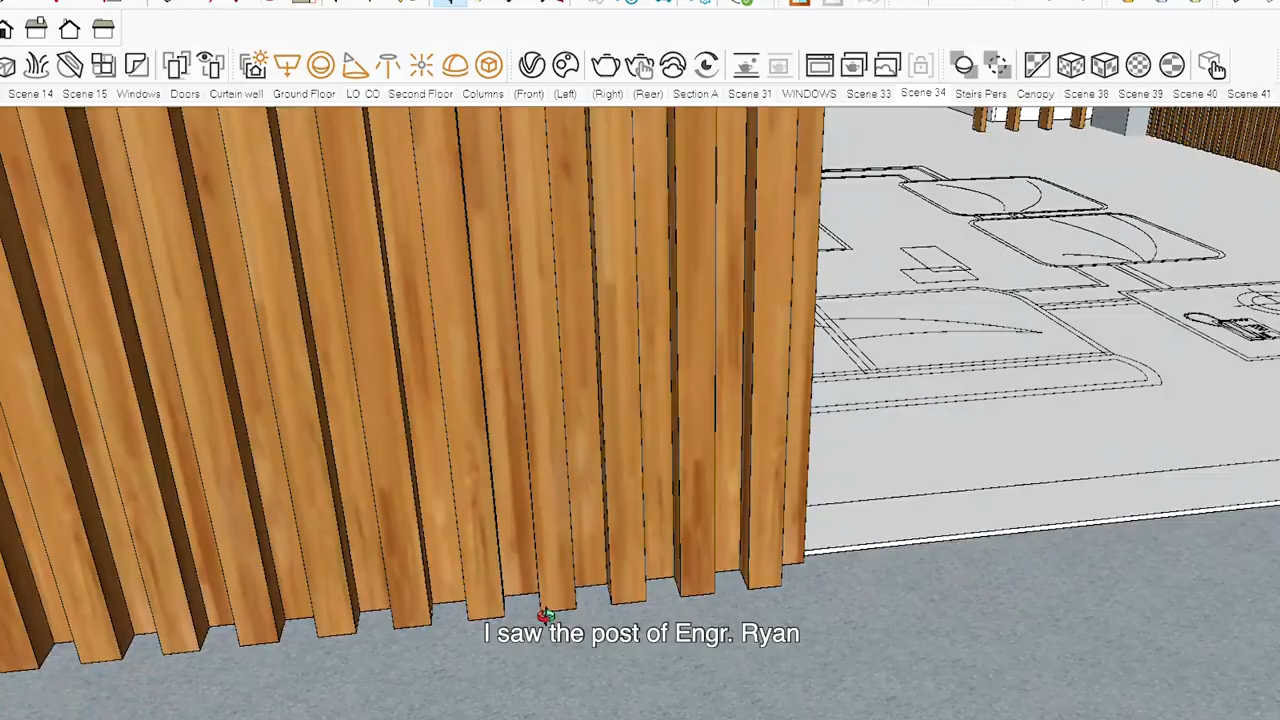 Scene 14 Scene 15 Windows Doors Curtain wall Ground Floor LO CO Second Floor Columns (Front) (Left) (Right) (Rear) Section A Scene 31 WINDOWS Scene 33 Scene 34 Stairs Pers Canopy Scene 38 Scene 39 Scene 40 Scene 41
I saw the post of Engr. Ryan